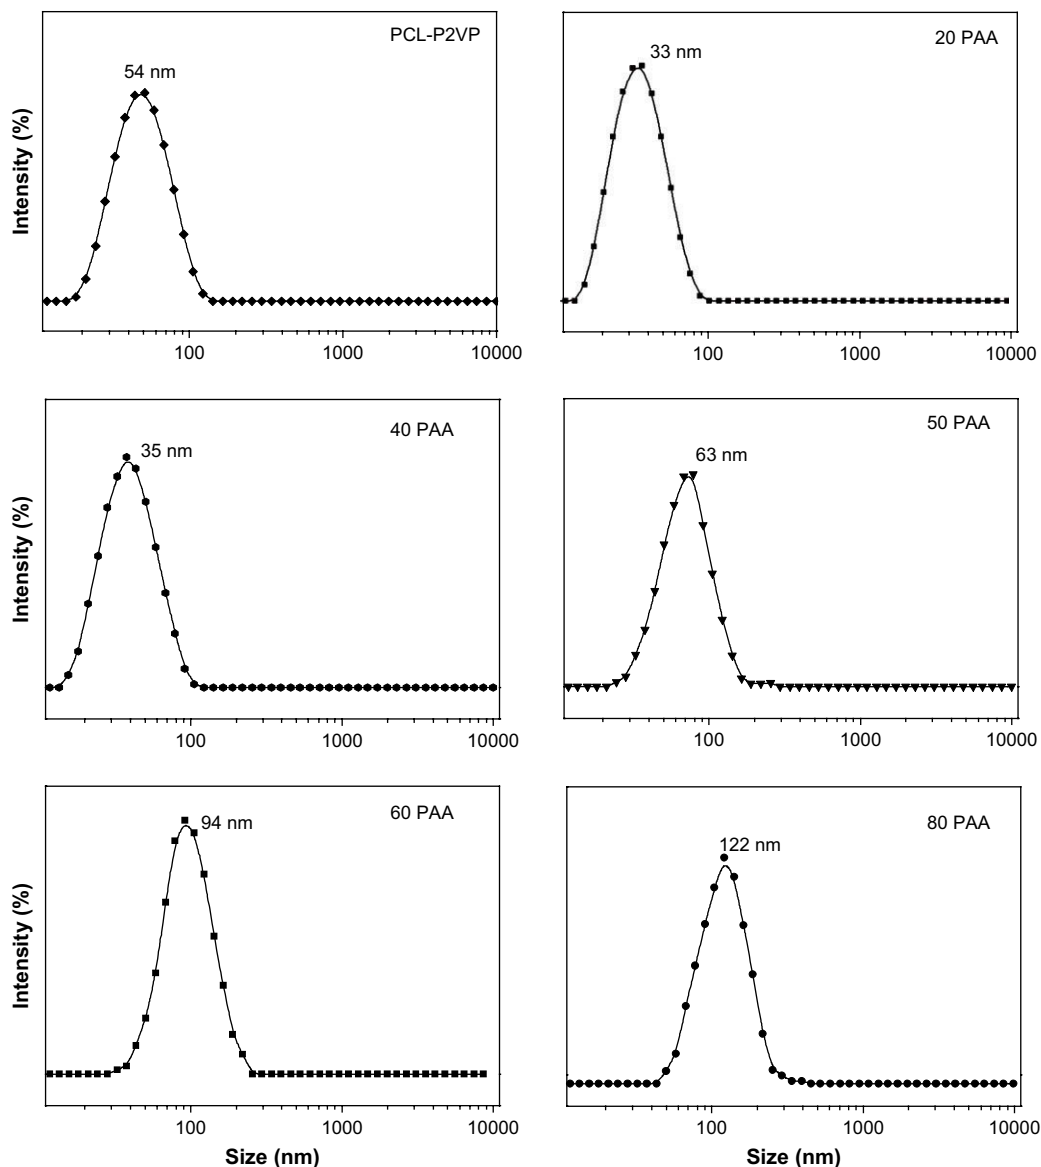 PCL-P2VP
54 nm
Intensity (%)
100
1000
10000
20 PAA
33 nm
100
1000
10000
40 PAA
35 nm
Intensity (%)
100
1000
10000
50 PAA
63 nm
100
1000
10000
60 PAA
94 nm
Intensity (%)
100
1000
10000
Size (nm)
80 PAA
122 nm
100
1000
10000
Size (nm)